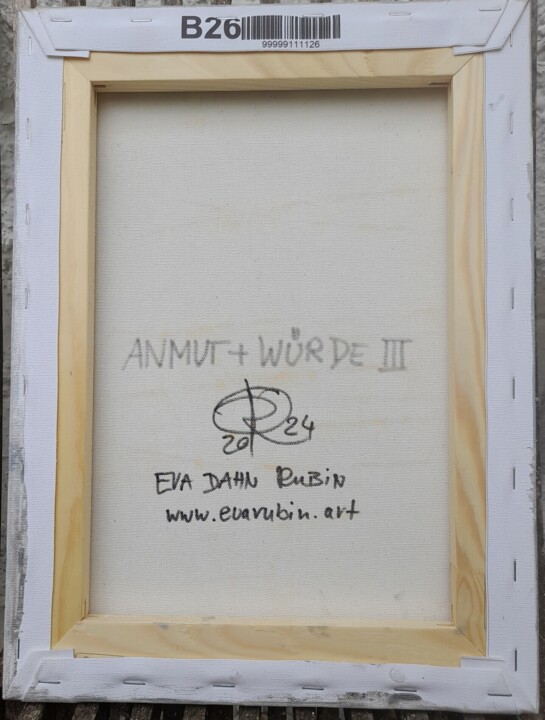 B26
99999111126
ANMUT + WÜRDE III
20 R 24
EVA DAHN RUBIN
www.evarubin.art